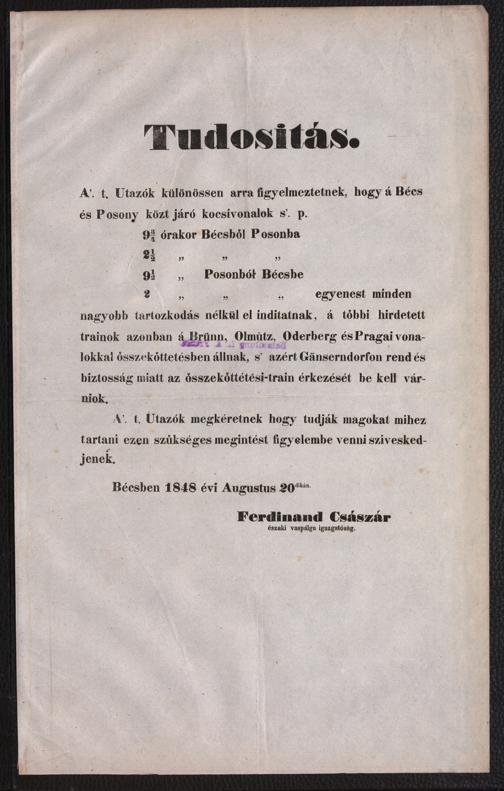 Tudositás.
A'. t. Utazók különössen arra figyelmeztetnek, hogy á Bécs
és Posony közt járó kocsivonalok s'. p.
9¾ órakor Bécsből Posonba
2½ „ „ „
9½ „ Posonból Bécsbe
2 „ „ „ egyenest minden
nagyobb tartozkodás nélkül el inditatnak, á többi hirdetett
trainok azonban á Brünn, Olmütz, Oderberg és Pragai vona-
lokkal összeköttetésben állnak, s' azért Gänserndorfon rend és
biztosság miatt az összeköttétési-train érkezését be kell vár-
niok.
A'. t. Utazók megkéretnek hogy tudják magokat mihez
tartani ezen szükséges megintést figyelembe venni szivesked-
jenek.
Bécsben 1848 évi Augustus 20dikán.
Ferdinand Császár
északi vaspálya igazgatóság.